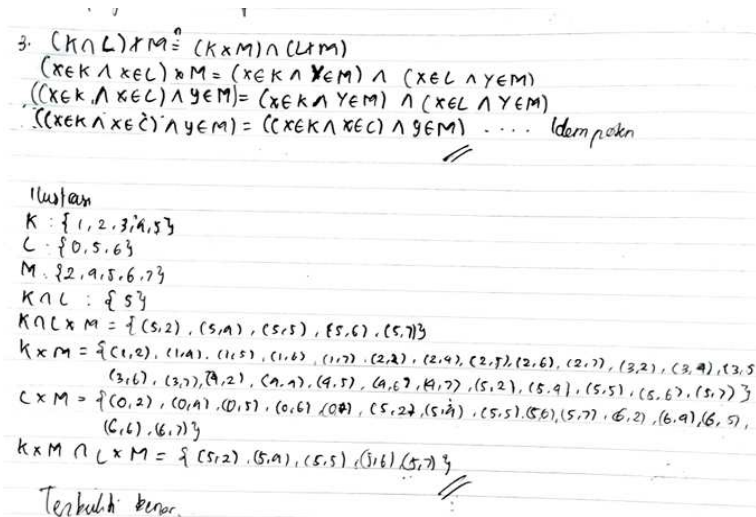 3. (K∩L)×M = (K×M)∩(L×M)
(x∈K ∧ x∈L) × M = (x∈K ∧ Y∈M) ∧ (x∈L ∧ Y∈M)
((x∈K ∧ x∈L) ∧ y∈M) = (x∈K ∧ Y∈M) ∧ (x∈L ∧ Y∈M)
((x∈K ∧ x∈L) ∧ y∈M) = ((x∈K ∧ x∈L) ∧ y∈M) .... Idempoten
Ilustrasi
K : {1,2,3,4,5}
L : {0,5,6}
M : {2,4,5,6,7}
K∩L : {5}
K∩L×M = {(5,2), (5,4), (5,5), (5,6), (5,7)}
K×M = {(1,2), (1,4), (1,5), (1,6), (1,7), (2,2), (2,4), (2,5), (2,6), (2,7), (3,2), (3,4), (3,5
(3,6), (3,7), (4,2), (4,4), (4,5), (4,6), (4,7), (5,2), (5,4), (5,5), (5,6), (5,7)}
L×M = {(0,2), (0,4), (0,5), (0,6), (0,7), (5,2), (5,4), (5,5), (5,6), (5,7), (6,2), (6,4), (6,5),
(6,6), (6,7)}
K×M ∩ L×M = {(5,2), (5,4), (5,5), (5,6), (5,7)}
Terbukti benar.